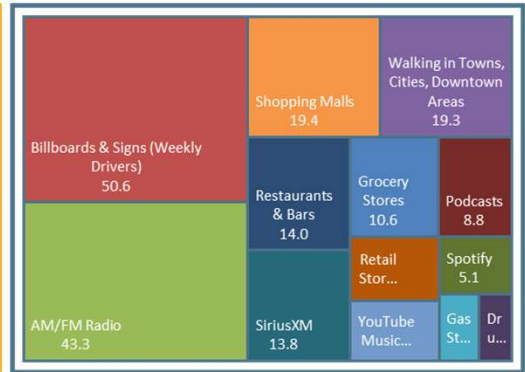 Billboards & Signs (Weekly
Drivers)
50.6
AM/FM Radio
43.3
Shopping Malls
19.4
Walking in Towns,
Cities, Downtown
Areas
19.3
Restaurants
& Bars
14.0
SiriusXM
13.8
Grocery
Stores
10.6
Podcasts
8.8
Retail
Stor...
Spotify
5.1
YouTube
Music...
Gas
St...
Dr
u...